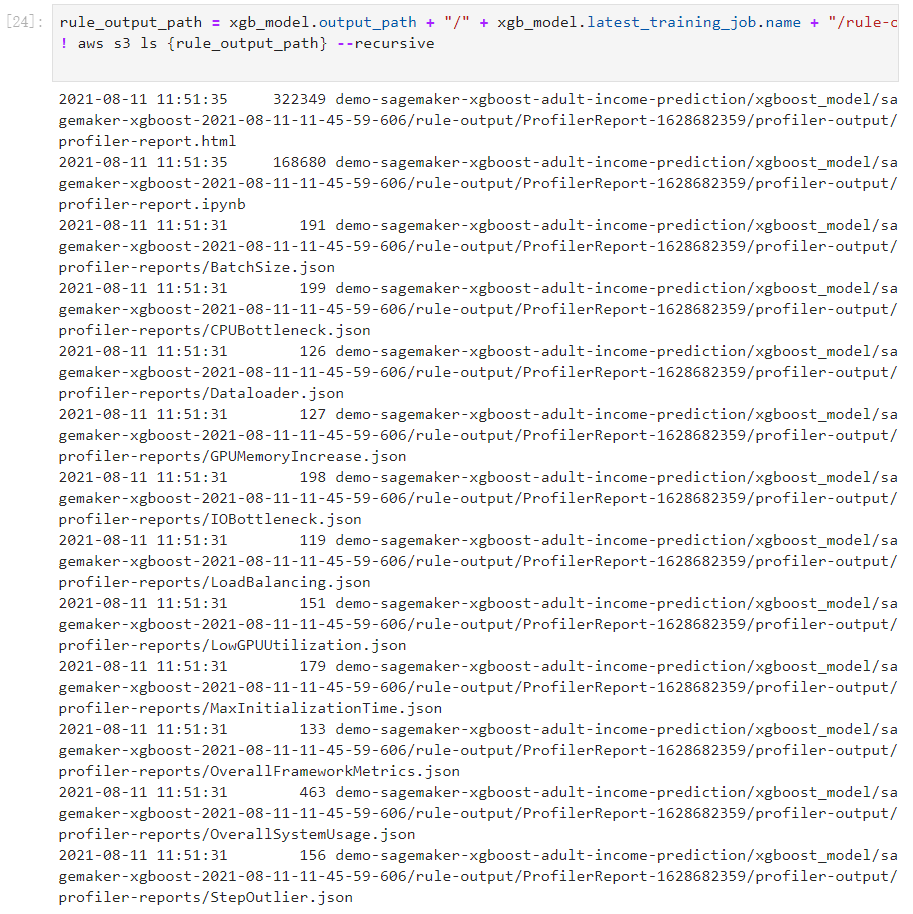 [24]: rule_output_path = xgb_model.output_path + "/" + xgb_model.latest_training_job.name + "/rule-
! aws s3 ls {rule_output_path} --recursive
2021-08-11 11:51:35     322349 demo-sagemaker-xgboost-adult-income-prediction/xgboost_model/sa
gemaker-xgboost-2021-08-11-11-45-59-606/rule-output/ProfilerReport-1628682359/profiler-output/
profiler-report.html
2021-08-11 11:51:35     168680 demo-sagemaker-xgboost-adult-income-prediction/xgboost_model/sa
gemaker-xgboost-2021-08-11-11-45-59-606/rule-output/ProfilerReport-1628682359/profiler-output/
profiler-report.ipynb
2021-08-11 11:51:31        191 demo-sagemaker-xgboost-adult-income-prediction/xgboost_model/sa
gemaker-xgboost-2021-08-11-11-45-59-606/rule-output/ProfilerReport-1628682359/profiler-output/
profiler-reports/BatchSize.json
2021-08-11 11:51:31        199 demo-sagemaker-xgboost-adult-income-prediction/xgboost_model/sa
gemaker-xgboost-2021-08-11-11-45-59-606/rule-output/ProfilerReport-1628682359/profiler-output/
profiler-reports/CPUBottleneck.json
2021-08-11 11:51:31        126 demo-sagemaker-xgboost-adult-income-prediction/xgboost_model/sa
gemaker-xgboost-2021-08-11-11-45-59-606/rule-output/ProfilerReport-1628682359/profiler-output/
profiler-reports/Dataloader.json
2021-08-11 11:51:31        127 demo-sagemaker-xgboost-adult-income-prediction/xgboost_model/sa
gemaker-xgboost-2021-08-11-11-45-59-606/rule-output/ProfilerReport-1628682359/profiler-output/
profiler-reports/GPUMemoryIncrease.json
2021-08-11 11:51:31        198 demo-sagemaker-xgboost-adult-income-prediction/xgboost_model/sa
gemaker-xgboost-2021-08-11-11-45-59-606/rule-output/ProfilerReport-1628682359/profiler-output/
profiler-reports/IOBottleneck.json
2021-08-11 11:51:31        119 demo-sagemaker-xgboost-adult-income-prediction/xgboost_model/sa
gemaker-xgboost-2021-08-11-11-45-59-606/rule-output/ProfilerReport-1628682359/profiler-output/
profiler-reports/LoadBalancing.json
2021-08-11 11:51:31        151 demo-sagemaker-xgboost-adult-income-prediction/xgboost_model/sa
gemaker-xgboost-2021-08-11-11-45-59-606/rule-output/ProfilerReport-1628682359/profiler-output/
profiler-reports/LowGPUUtilization.json
2021-08-11 11:51:31        179 demo-sagemaker-xgboost-adult-income-prediction/xgboost_model/sa
gemaker-xgboost-2021-08-11-11-45-59-606/rule-output/ProfilerReport-1628682359/profiler-output/
profiler-reports/MaxInitializationTime.json
2021-08-11 11:51:31        133 demo-sagemaker-xgboost-adult-income-prediction/xgboost_model/sa
gemaker-xgboost-2021-08-11-11-45-59-606/rule-output/ProfilerReport-1628682359/profiler-output/
profiler-reports/OverallFrameworkMetrics.json
2021-08-11 11:51:31        463 demo-sagemaker-xgboost-adult-income-prediction/xgboost_model/sa
gemaker-xgboost-2021-08-11-11-45-59-606/rule-output/ProfilerReport-1628682359/profiler-output/
profiler-reports/OverallSystemUsage.json
2021-08-11 11:51:31        156 demo-sagemaker-xgboost-adult-income-prediction/xgboost_model/sa
gemaker-xgboost-2021-08-11-11-45-59-606/rule-output/ProfilerReport-1628682359/profiler-output/
profiler-reports/StepOutlier.json